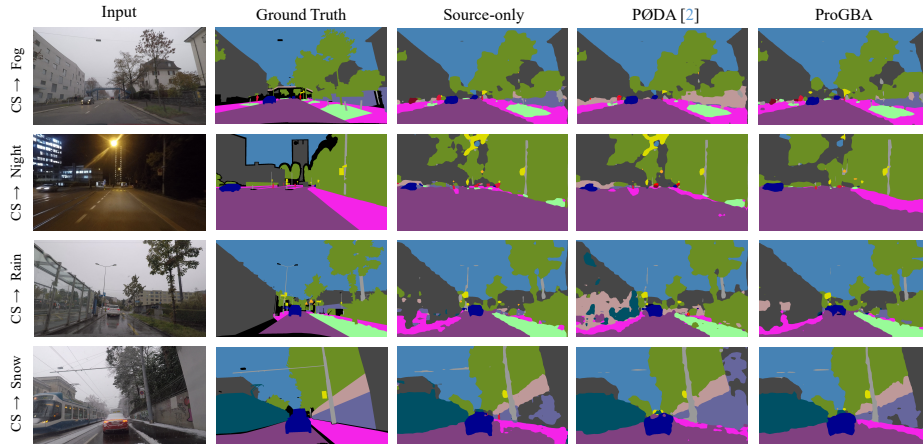 Input Ground Truth Source-only PØDA [2] ProGBA
CS → Fog
CS → Night
CS → Rain
CS → Snow